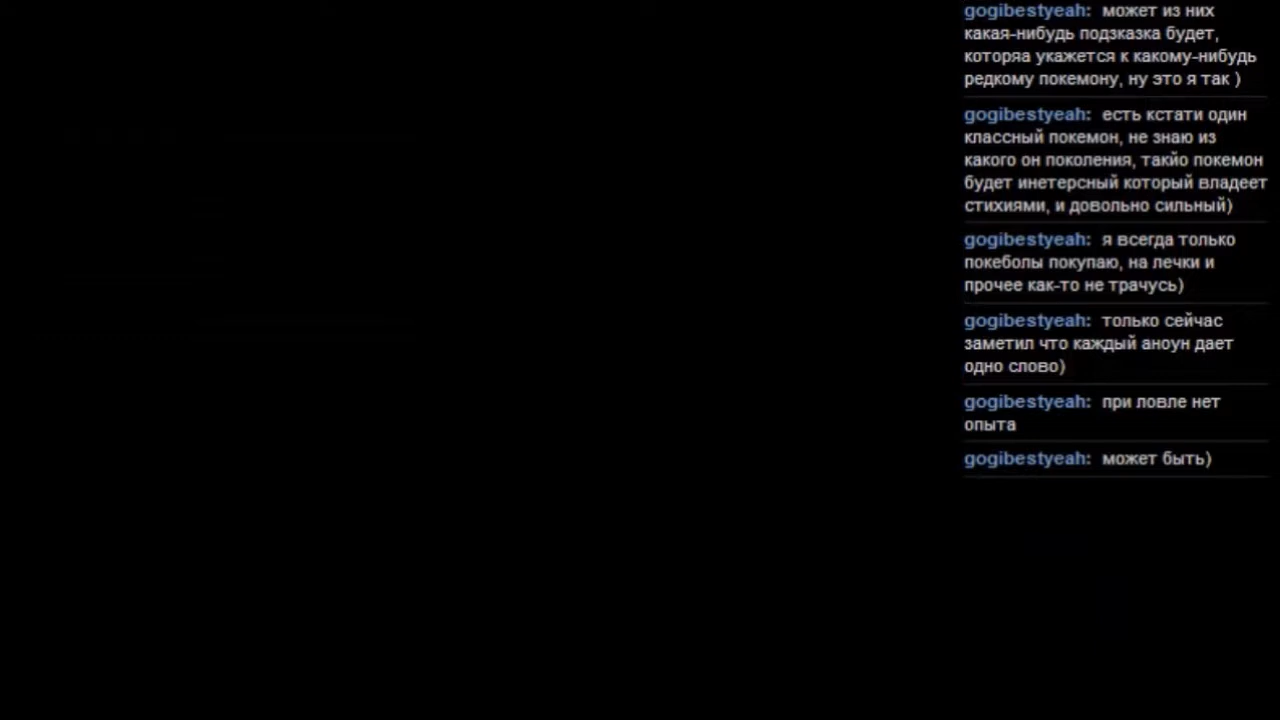 gogibestyeah: может из них
какая-нибудь подзказка будет,
которяа укажется к какому-нибудь
редкому покемону, ну это я так )
gogibestyeah: есть кстати один
классный покемон, не знаю из
какого он поколения, такйо покемон
будет инетерсный который владеет
стихиями, и довольно сильный)
gogibestyeah: я всегда только
покеболы покупаю, на лечки и
прочее как-то не трачусь)
gogibestyeah: только сейчас
заметил что каждый аноун дает
одно слово)
gogibestyeah: при ловле нет
опыта
gogibestyeah: может быть)